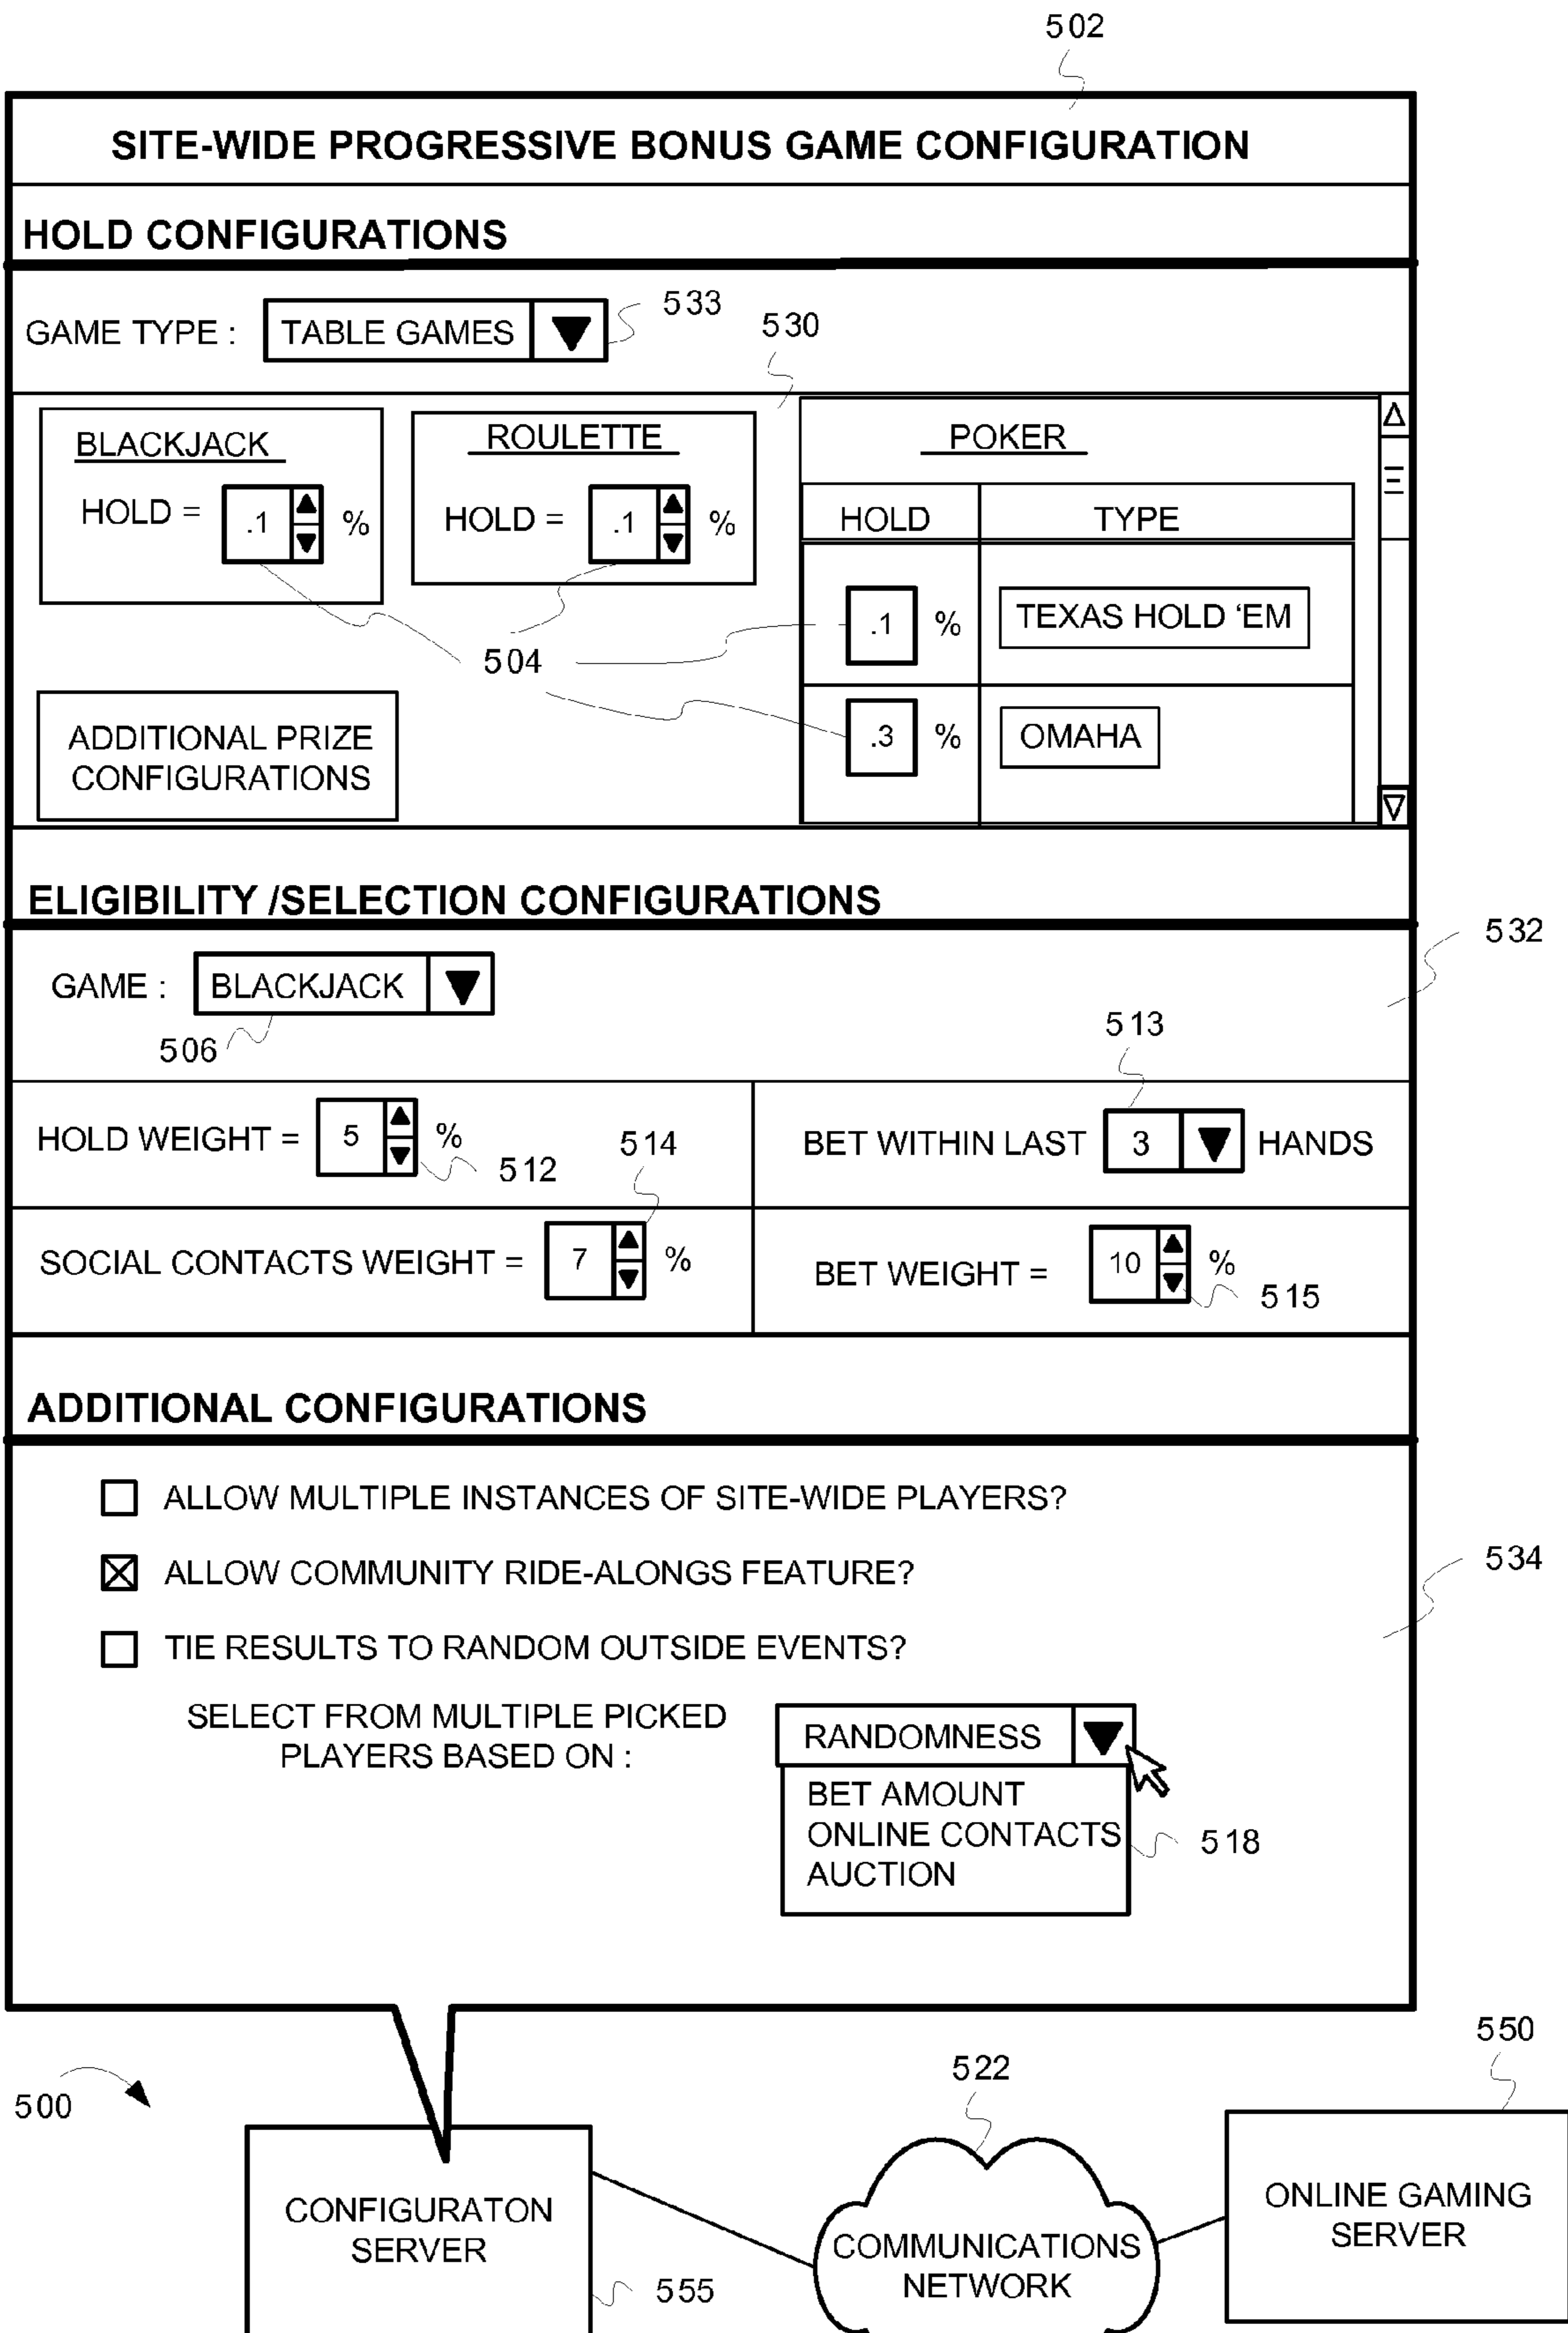 502
SITE-WIDE PROGRESSIVE BONUS GAME CONFIGURATION
HOLD CONFIGURATIONS
GAME TYPE : TABLE GAMES 533
530
BLACKJACK
HOLD = .1 %
ROULETTE
HOLD = .1 %
POKER
HOLD TYPE
.1 % TEXAS HOLD ‘EM
.3 % OMAHA
504
ADDITIONAL PRIZE
CONFIGURATIONS
ELIGIBILITY /SELECTION CONFIGURATIONS
532
GAME : BLACKJACK
506
513
HOLD WEIGHT = 5 %
512
514
BET WITHIN LAST 3 HANDS
SOCIAL CONTACTS WEIGHT = 7 %
BET WEIGHT = 10 %
515
ADDITIONAL CONFIGURATIONS
ALLOW MULTIPLE INSTANCES OF SITE-WIDE PLAYERS?
ALLOW COMMUNITY RIDE-ALONGS FEATURE?
534
TIE RESULTS TO RANDOM OUTSIDE EVENTS?
SELECT FROM MULTIPLE PICKED
PLAYERS BASED ON :
RANDOMNESS
BET AMOUNT
ONLINE CONTACTS
AUCTION
518
500
522
550
CONFIGURATON
SERVER
555
COMMUNICATIONS
NETWORK
ONLINE GAMING
SERVER